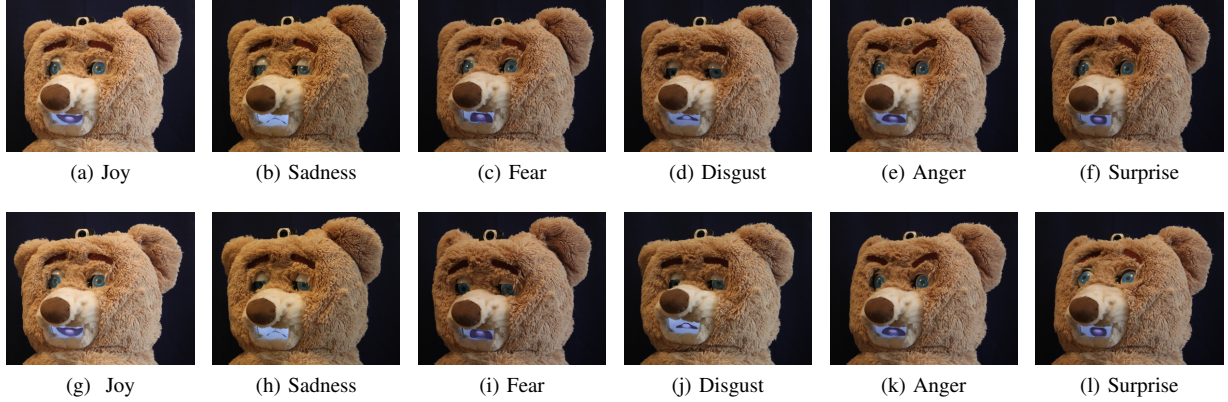 (a) Joy (b) Sadness (c) Fear (d) Disgust (e) Anger (f) Surprise
(g) Joy (h) Sadness (i) Fear (j) Disgust (k) Anger (l) Surprise